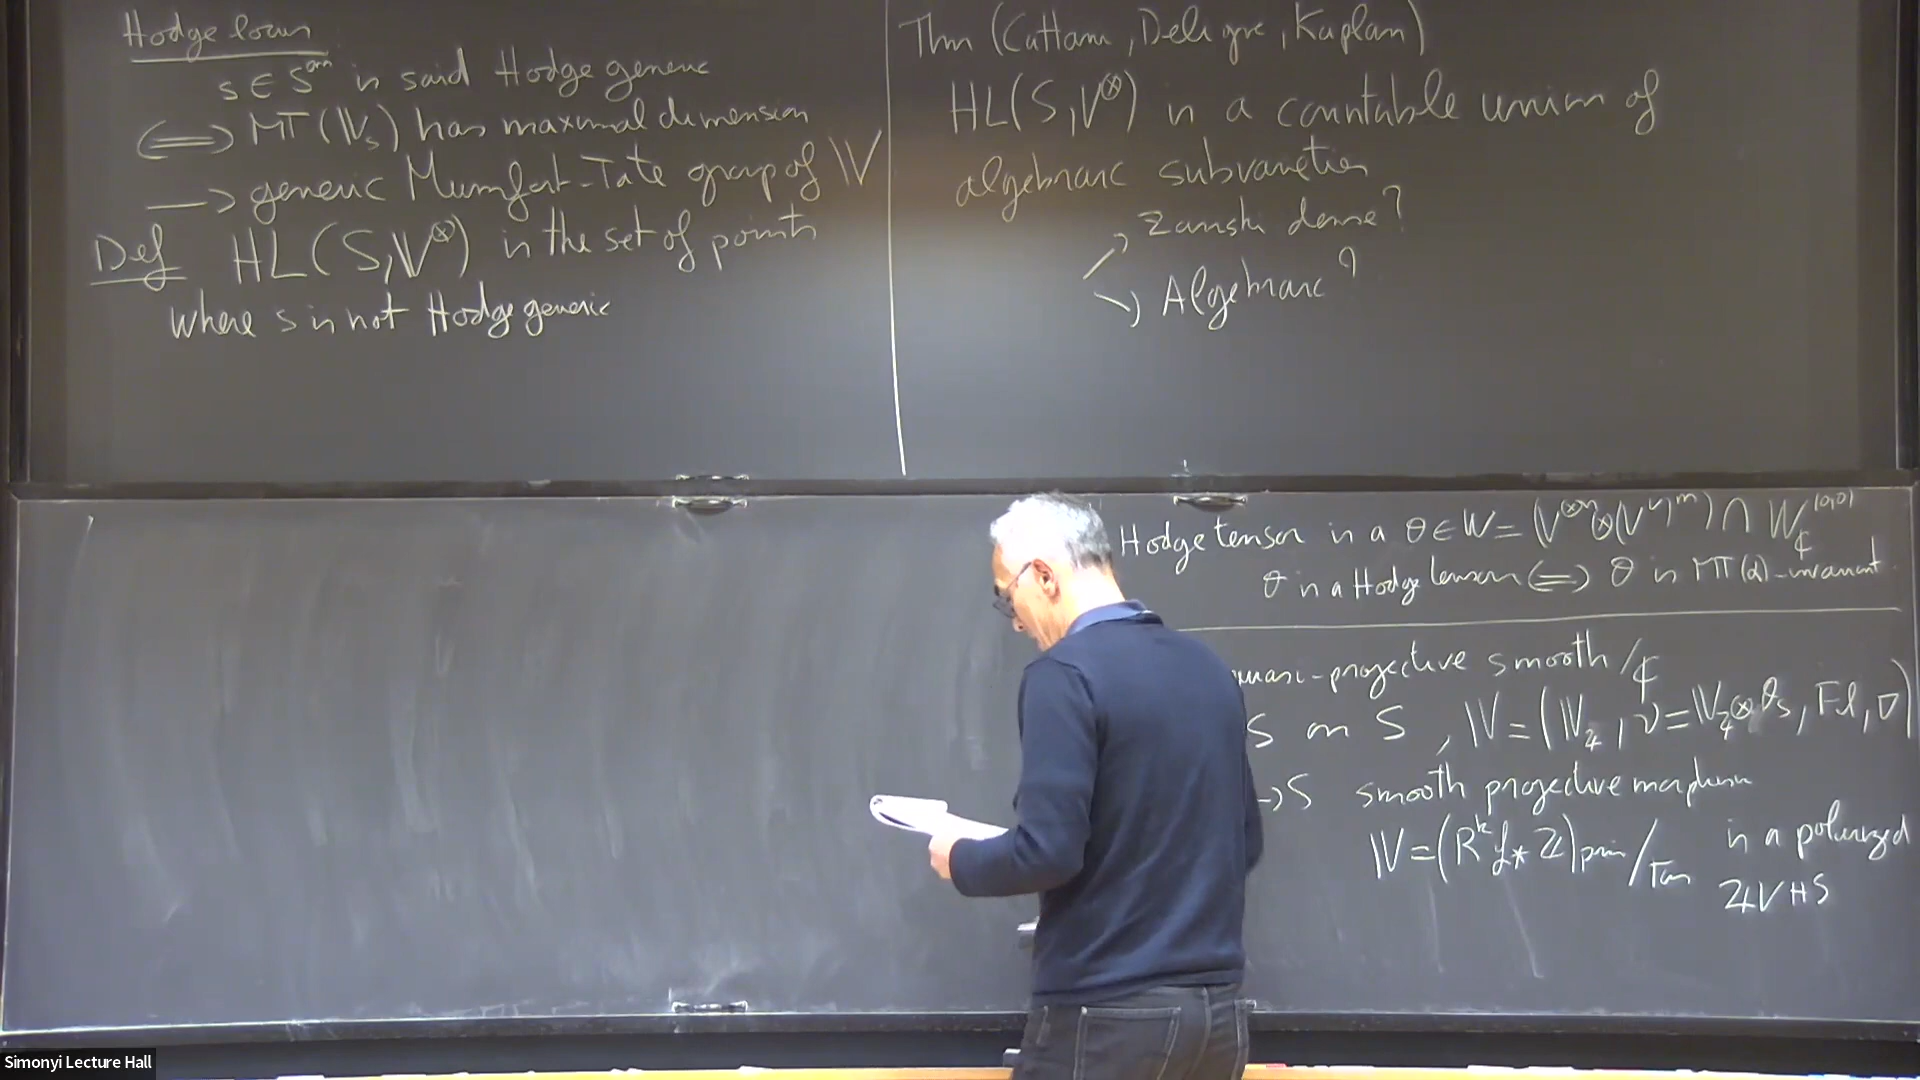 Hodge locus
s ∈ S^an is said Hodge generic
⟺ MT(𝕍_s) has maximal dimension
→ generic Mumford-Tate group of 𝕍
Def HL(S, 𝕍^⊗) is the set of points
where s is not Hodge generic
Thm (Cattani, Deligne, Kaplan)
HL(S, 𝕍^⊗) is a countable union of
algebraic subvarieties
→ Zariski dense?
→ Algebraic?
Hodge tensor is a θ ∈ W = (V^⊗n ⊗ (V^∨)^m) ∩ W_ℂ^(0,0)
θ is a Hodge tensor ⟺ θ is MT(α)-invariant
quasi-projective smooth/ℂ
S on S, 𝕍 = (𝕍_ℤ, 𝒱 = 𝕍_ℤ ⊗ O_S, Fil, ∇)
→ S smooth projective morphism
𝕍 = (R^k f_* ℤ)_prim/Tors is a polarized
ℤVHS
Simonyi Lecture Hall